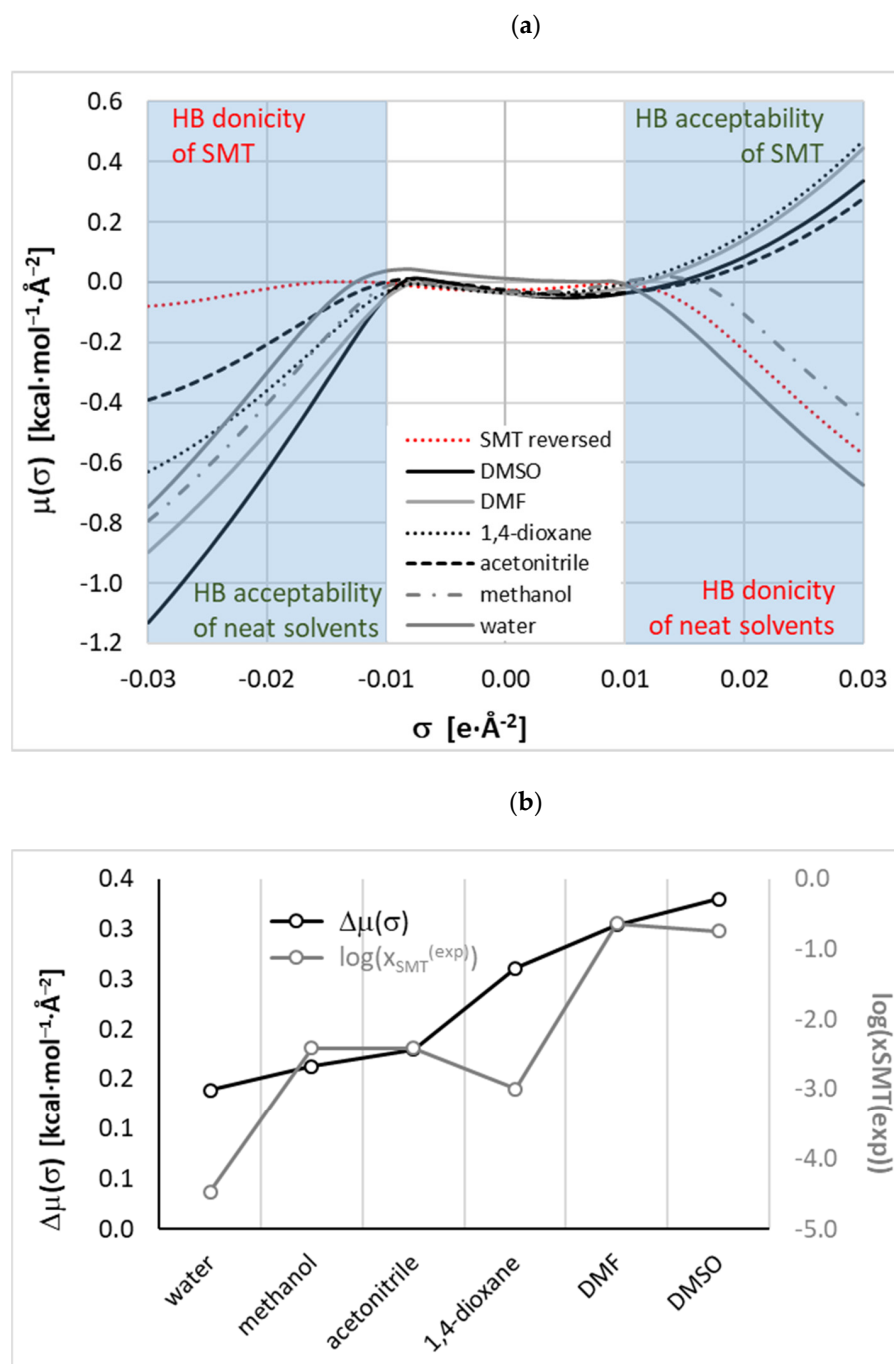 (a)
0.6
0.4
0.2
0.0
-0.2
-0.4
-0.6
-0.8
-1.0
-1.2
μ(σ) [kcal·mol⁻¹·Å⁻²]
HB donicity
of SMT
HB acceptability
of SMT
SMT reversed
DMSO
DMF
1,4-dioxane
acetonitrile
methanol
water
HB acceptability
of neat solvents
HB donicity
of neat solvents
-0.03 -0.02 -0.01 0.00 0.01 0.02 0.03
σ [e·Å⁻²]
(b)
0.4
0.3
0.3
0.2
0.2
0.1
0.1
0.0
Δμ(σ) [kcal·mol⁻¹·Å⁻²]
Δμ(σ)
log(xSMT(exp))
0.0
-1.0
-2.0
-3.0
-4.0
-5.0
log(xSMT(exp))
water
methanol
acetonitrile
1,4-dioxane
DMF
DMSO